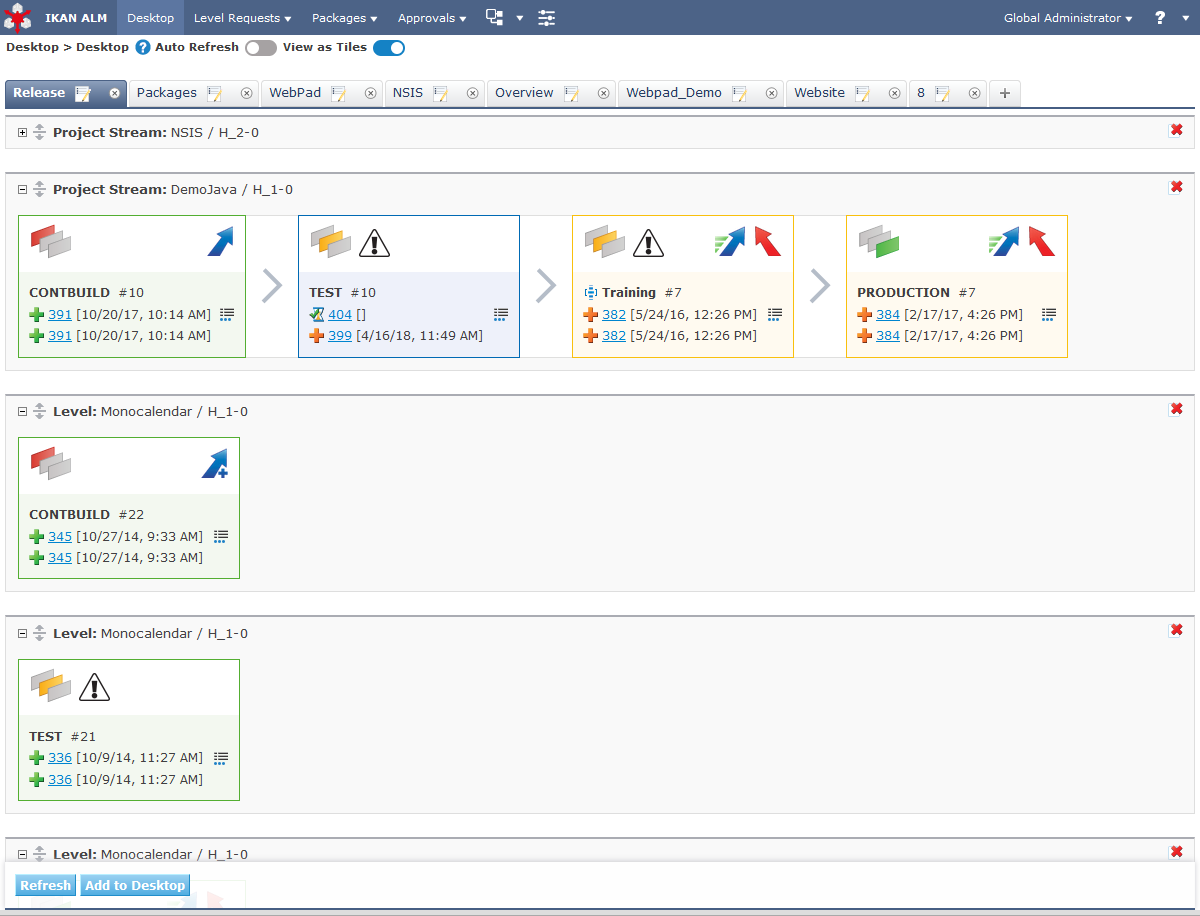 IKAN ALM Desktop Level Requests Packages Approvals Global Administrator ?
Desktop > Desktop ? Auto Refresh View as Tiles
Release Packages WebPad NSIS Overview Webpad_Demo Website 8 +
Project Stream: NSIS / H_2-0
Project Stream: DemoJava / H_1-0
CONTBUILD #10
391 [10/20/17, 10:14 AM]
391 [10/20/17, 10:14 AM]
TEST #10
404 []
399 [4/16/18, 11:49 AM]
Training #7
382 [5/24/16, 12:26 PM]
382 [5/24/16, 12:26 PM]
PRODUCTION #7
384 [2/17/17, 4:26 PM]
384 [2/17/17, 4:26 PM]
Level: Monocalendar / H_1-0
CONTBUILD #22
345 [10/27/14, 9:33 AM]
345 [10/27/14, 9:33 AM]
Level: Monocalendar / H_1-0
TEST #21
336 [10/9/14, 11:27 AM]
336 [10/9/14, 11:27 AM]
Level: Monocalendar / H_1-0
Refresh Add to Desktop